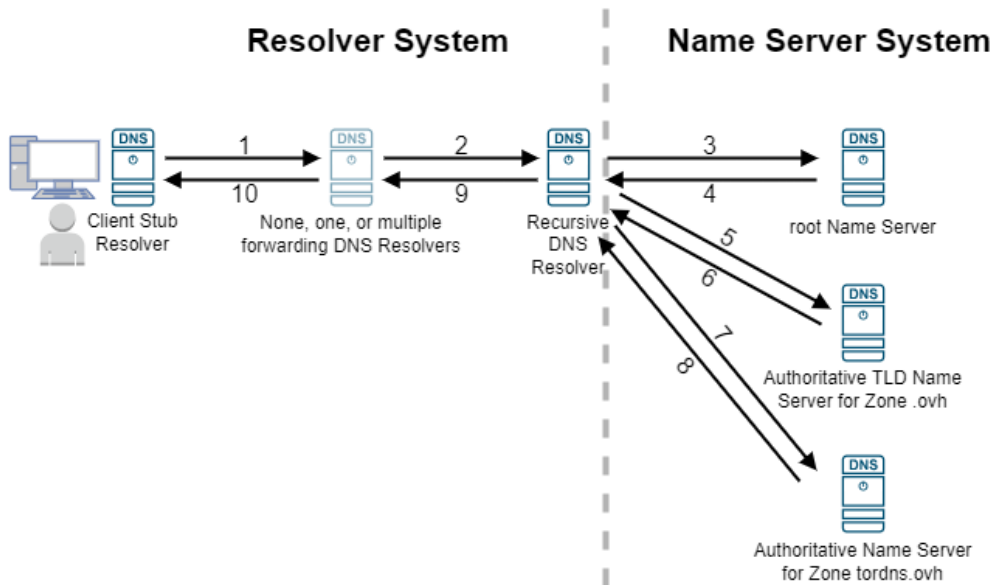 Resolver System
Name Server System
DNS
DNS
DNS
DNS
1
2
3
10
9
4
Client Stub
Resolver
None, one, or multiple
forwarding DNS Resolvers
Recursive
DNS
Resolver
root Name Server
5
6
DNS
7
8
Authoritative TLD Name
Server for Zone .ovh
DNS
Authoritative Name Server
for Zone tordns.ovh